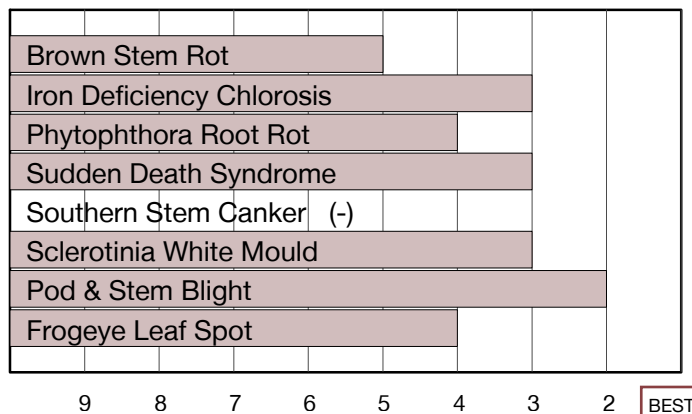 Brown Stem Rot
Iron Deficiency Chlorosis
Phytophthora Root Rot
Sudden Death Syndrome
Southern Stem Canker (-)
Sclerotinia White Mould
Pod & Stem Blight
Frogeye Leaf Spot
9 8 7 6 5 4 3 2 BEST